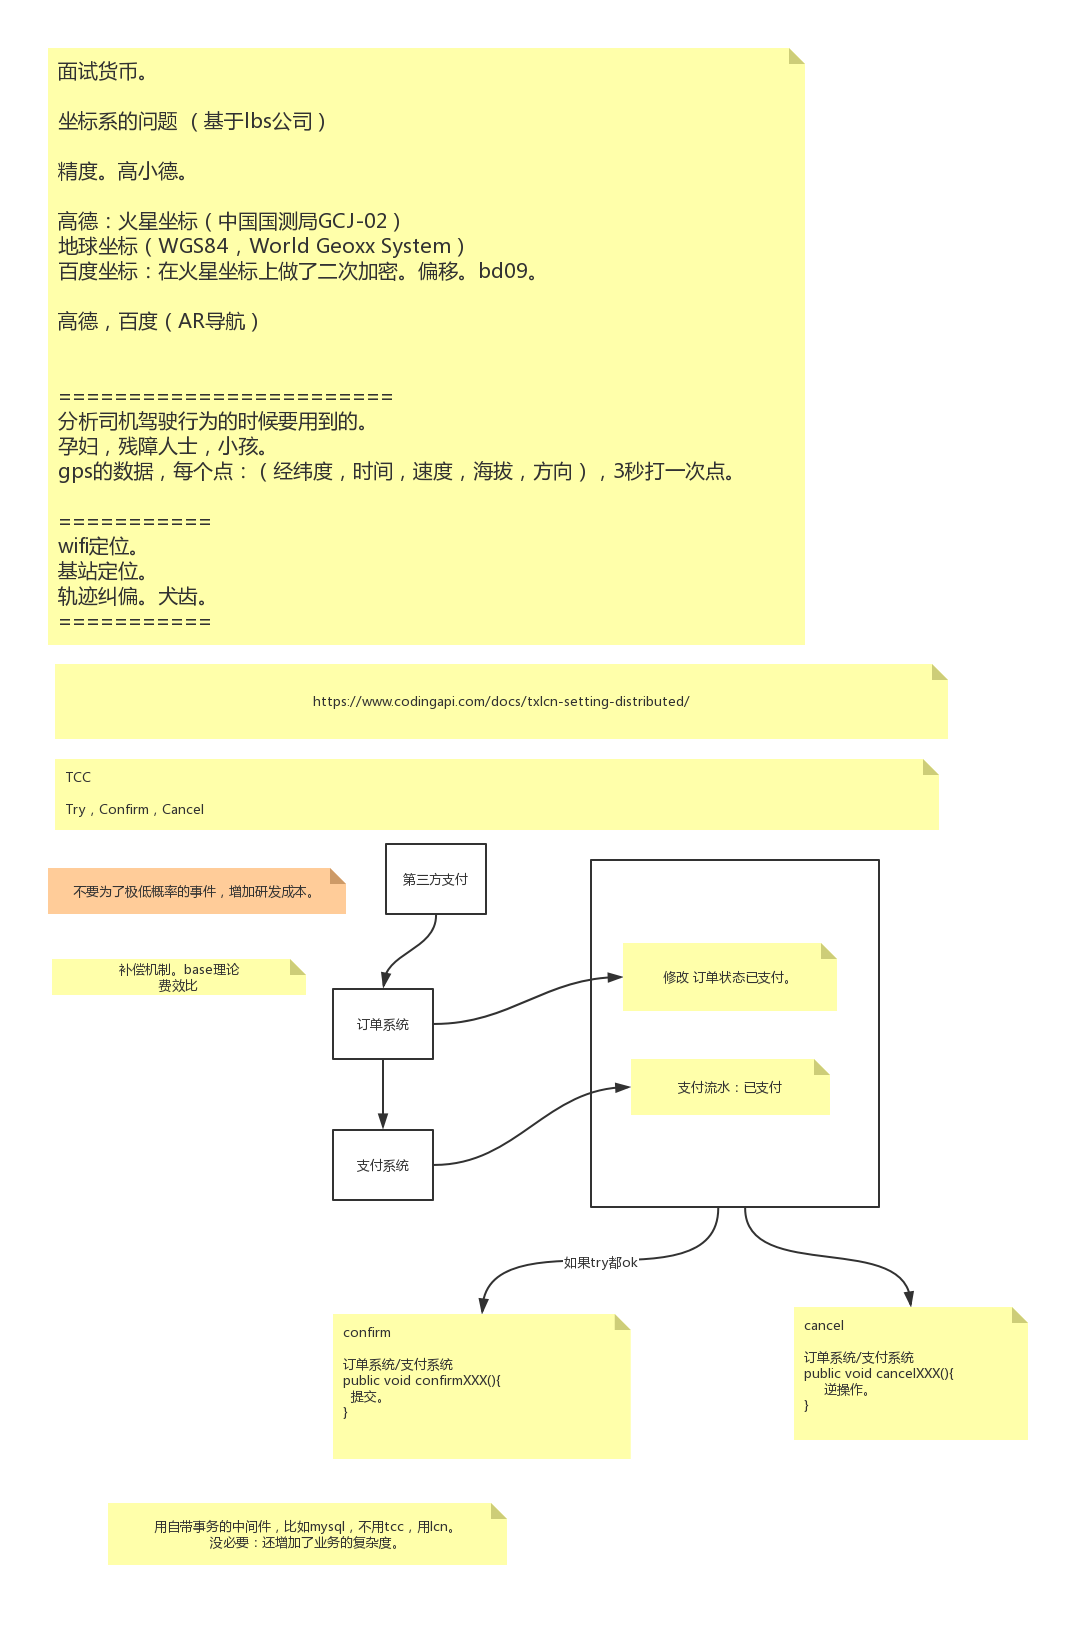 面试货币。
坐标系的问题 （基于lbs公司）
精度。高小德。
高德：火星坐标（中国国测局GCJ-02）
地球坐标（WGS84，World Geoxx System）
百度坐标：在火星坐标上做了二次加密。偏移。bd09。
高德，百度（AR导航）
========================
分析司机驾驶行为的时候要用到的。
孕妇，残障人士，小孩。
gps的数据，每个点：（经纬度，时间，速度，海拔，方向），3秒打一次点。
===========
wifi定位。
基站定位。
轨迹纠偏。犬齿。
===========
https://www.codingapi.com/docs/txlcn-setting-distributed/
TCC
Try，Confirm，Cancel
第三方支付
不要为了极低概率的事件，增加研发成本。
补偿机制。base理论
费效比
修改 订单状态已支付。
订单系统
支付流水：已支付
支付系统
如果try都ok
confirm
订单系统/支付系统
public void confirmXXX(){
提交。
}
cancel
订单系统/支付系统
public void cancelXXX(){
逆操作。
}
用自带事务的中间件，比如mysql，不用tcc，用lcn。
没必要：还增加了业务的复杂度。